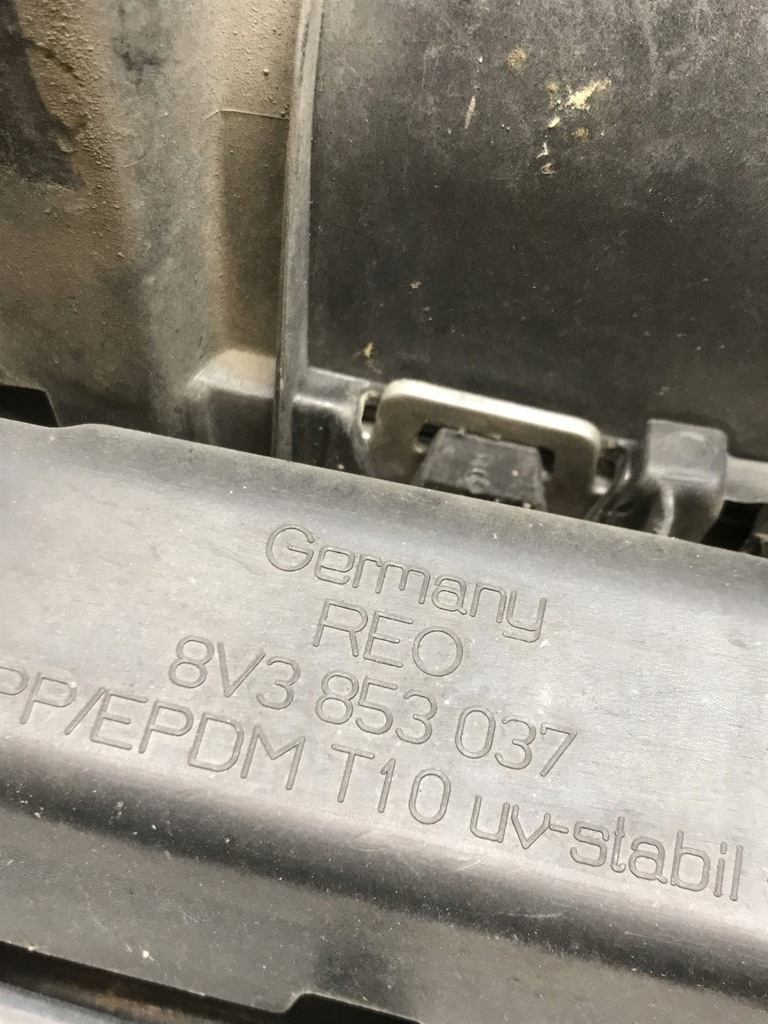 Germany
REO
8V3 853 037
PP/EPDM T10 uv-stabil